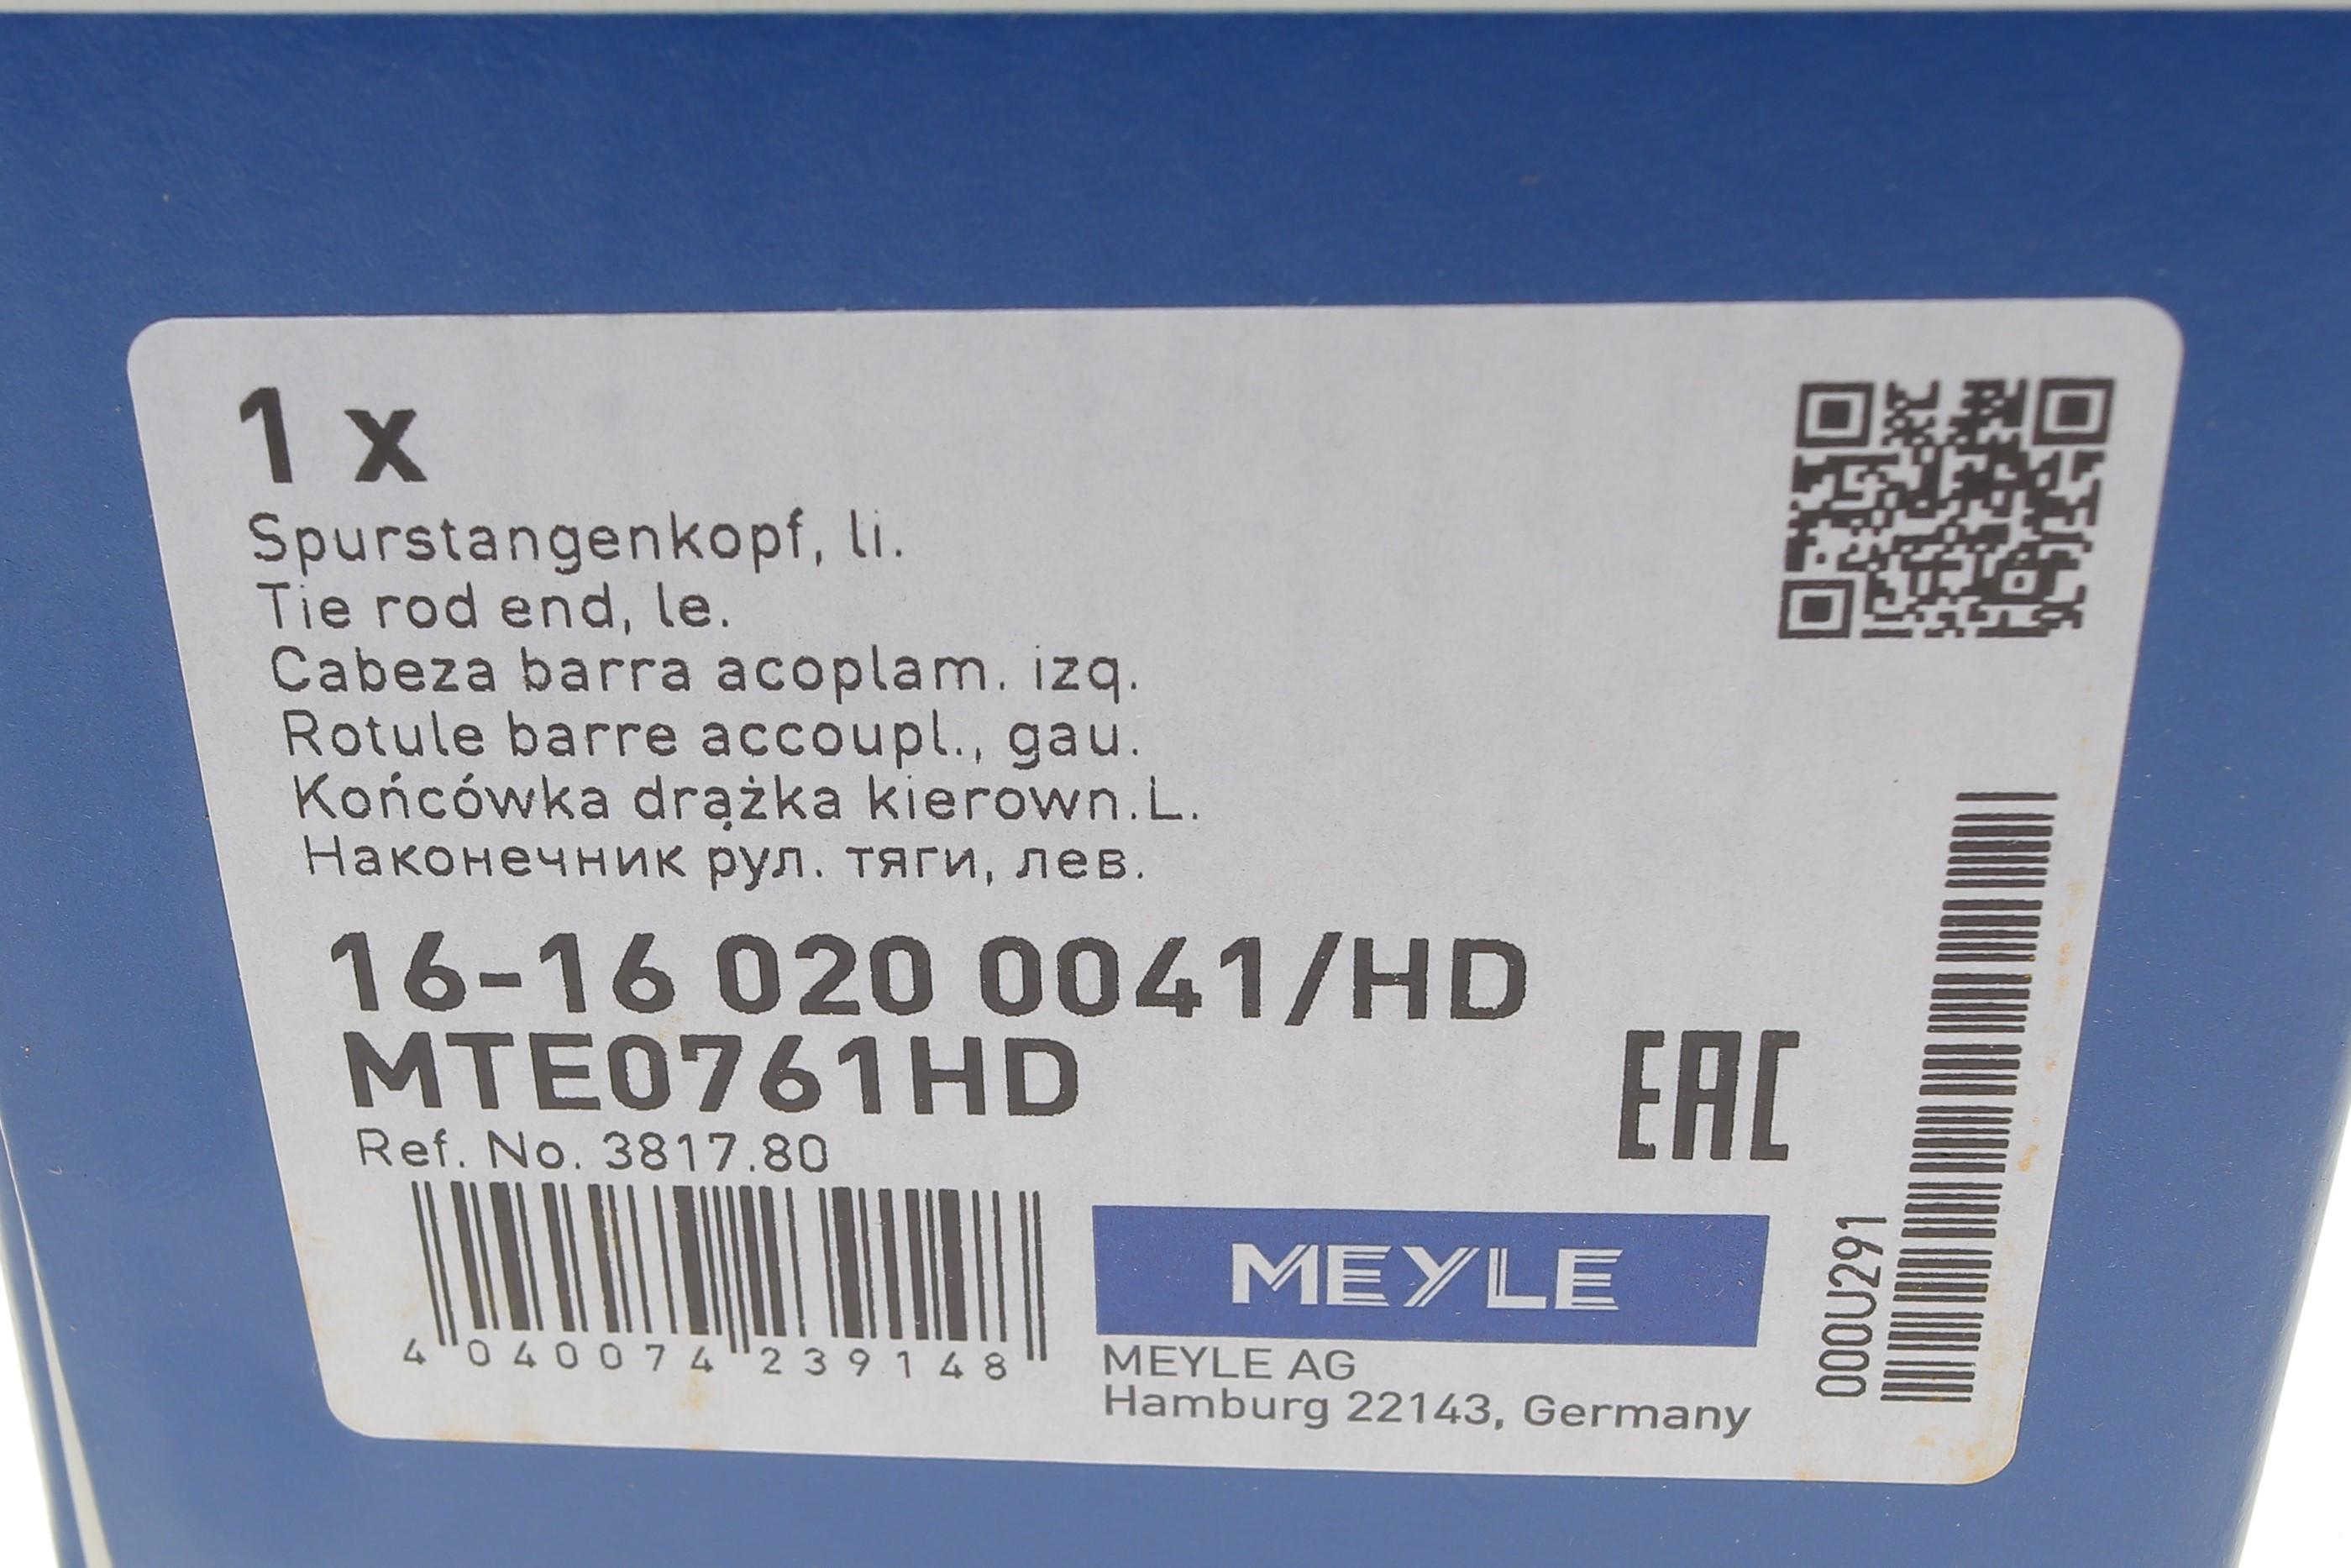 1 x
Spurstangenkopf, li.
Tie rod end, le.
Cabeza barra acoplam. izq.
Rotule barre accoupl., gau.
Końcówka drążka kierown.L.
Наконечник рул. тяги, лев.
16-16 020 0041/HD
MTE0761HD
Ref. No. 3817.80
EAC
4 040074 239148
MEYLE
MEYLE AG
Hamburg 22143, Germany
000U291